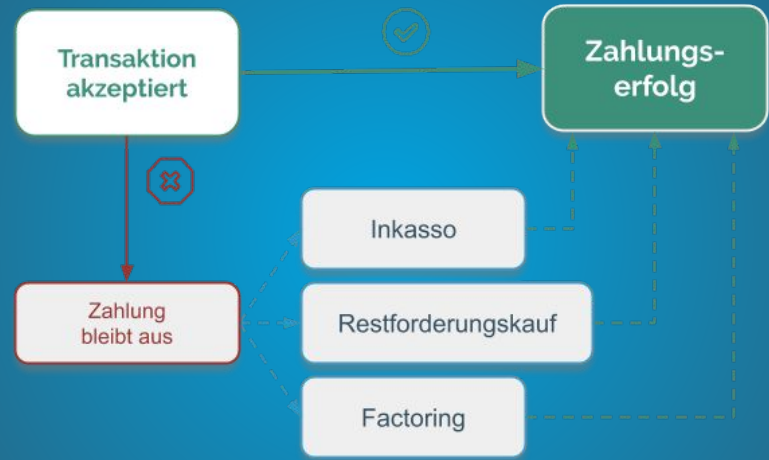 Transaktion
akzeptiert
Zahlungs-
erfolg
Inkasso
Zahlung
bleibt aus
Restforderungskauf
Factoring